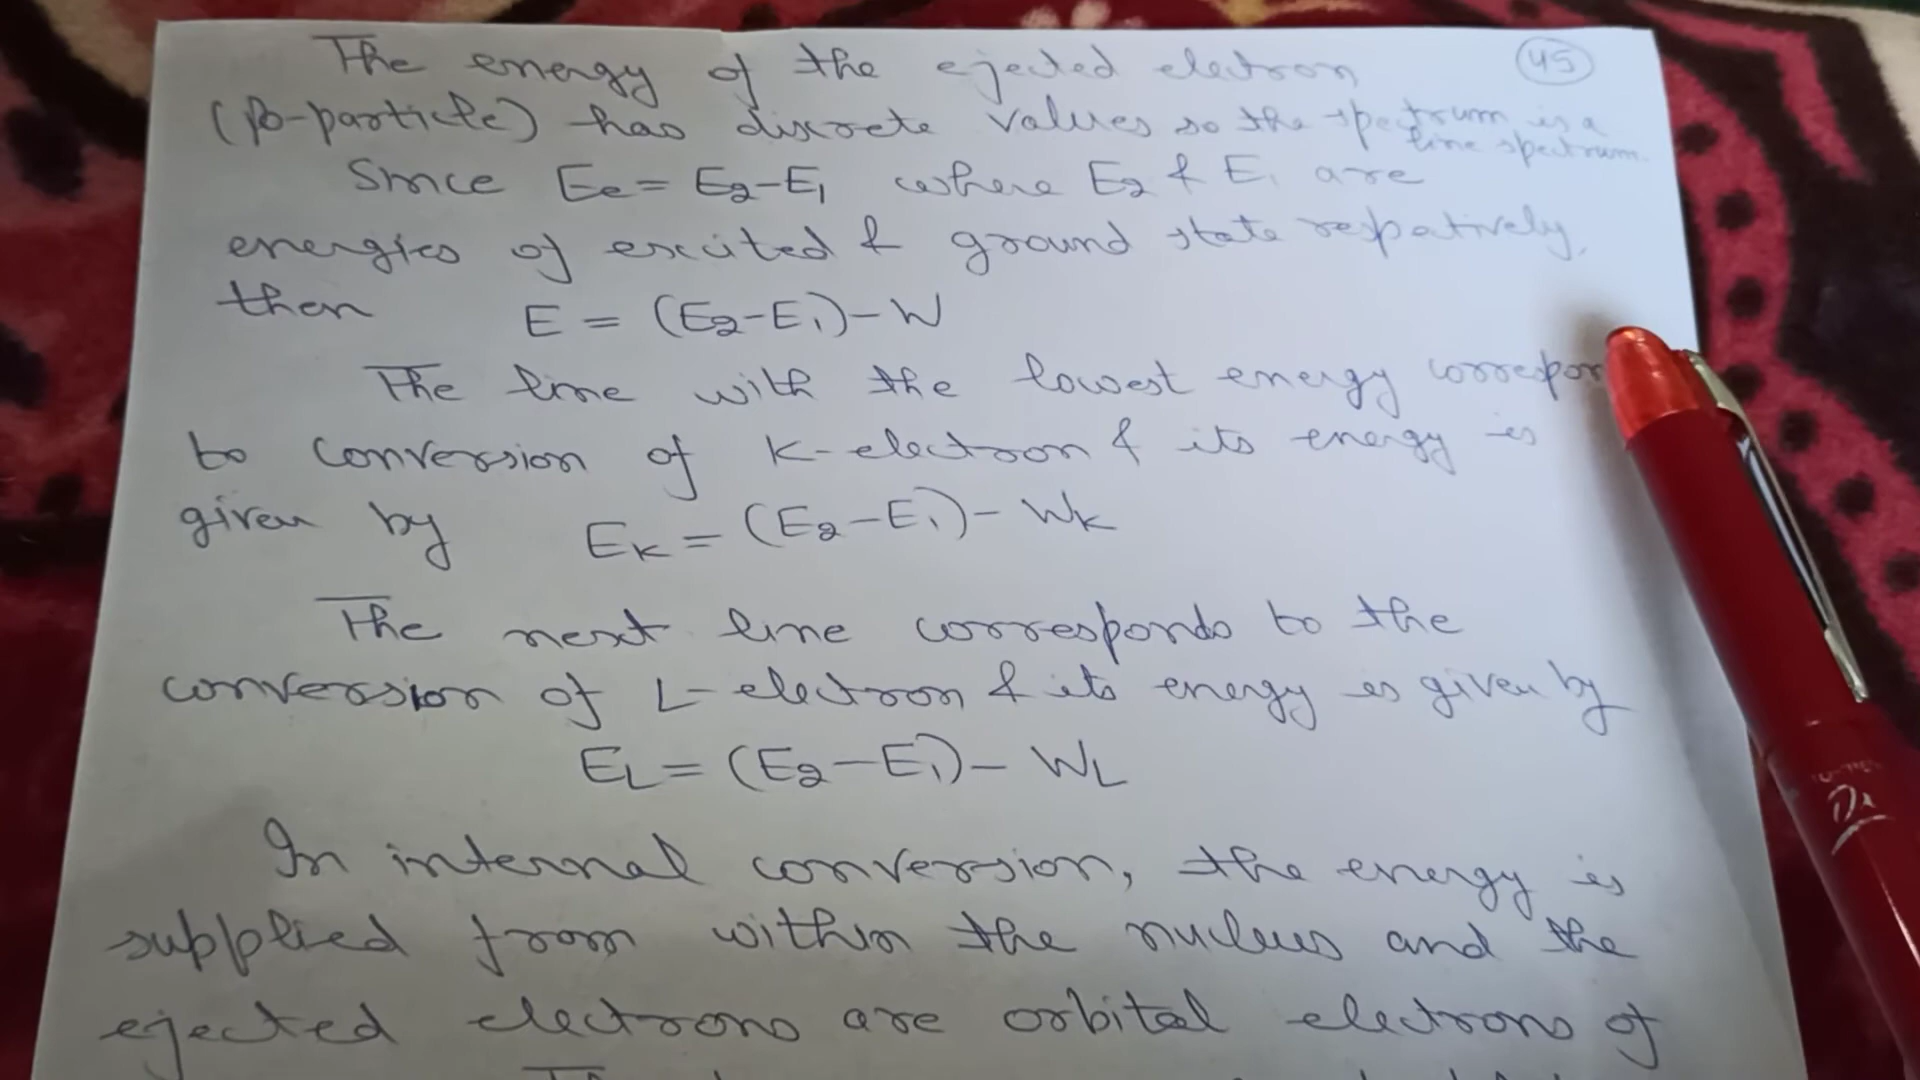 45
The energy of the ejected electron
(β-particle) has discrete values so the spectrum is a
line spectrum.
Since Ee = E2-E1 where E2 & E1 are
energies of excited & ground state respatively,
then E = (E2-E1)-W
The line with the lowest energy correspon
to conversion of K-electron & its energy is
given by EK = (E2-E1)- WK
The next line corresponds to the
conversion of L-electron & its energy is given by
EL = (E2-E1)- WL
In internal conversion, the energy is
supplied from within the nucleus and the
ejected electrons are orbital electrons of